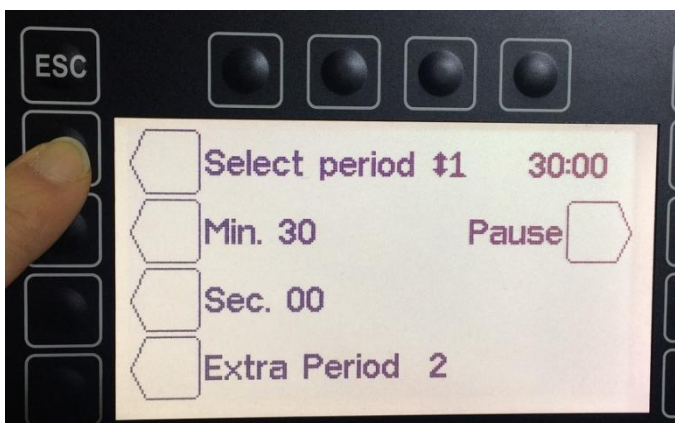 ESC
Select period ↕1 30:00
Min. 30 Pause
Sec. 00
Extra Period 2